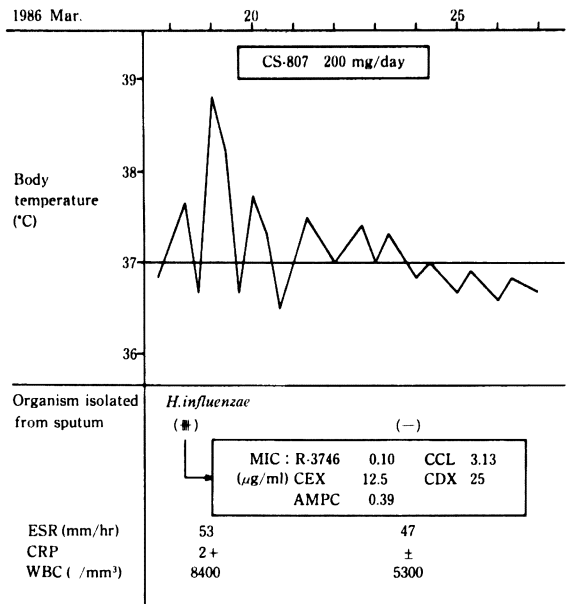 1986 Mar. 20 25
CS-807 200 mg/day
39
38
Body
temperature
(°C)
37
36
Organism isolated H.influenzae
from sputum (⧻) (−)
MIC : R-3746 0.10 CCL 3.13
(μg/ml) CEX 12.5 CDX 25
AMPC 0.39
ESR (mm/hr) 53 47
CRP 2+ ±
WBC ( /mm³) 8400 5300